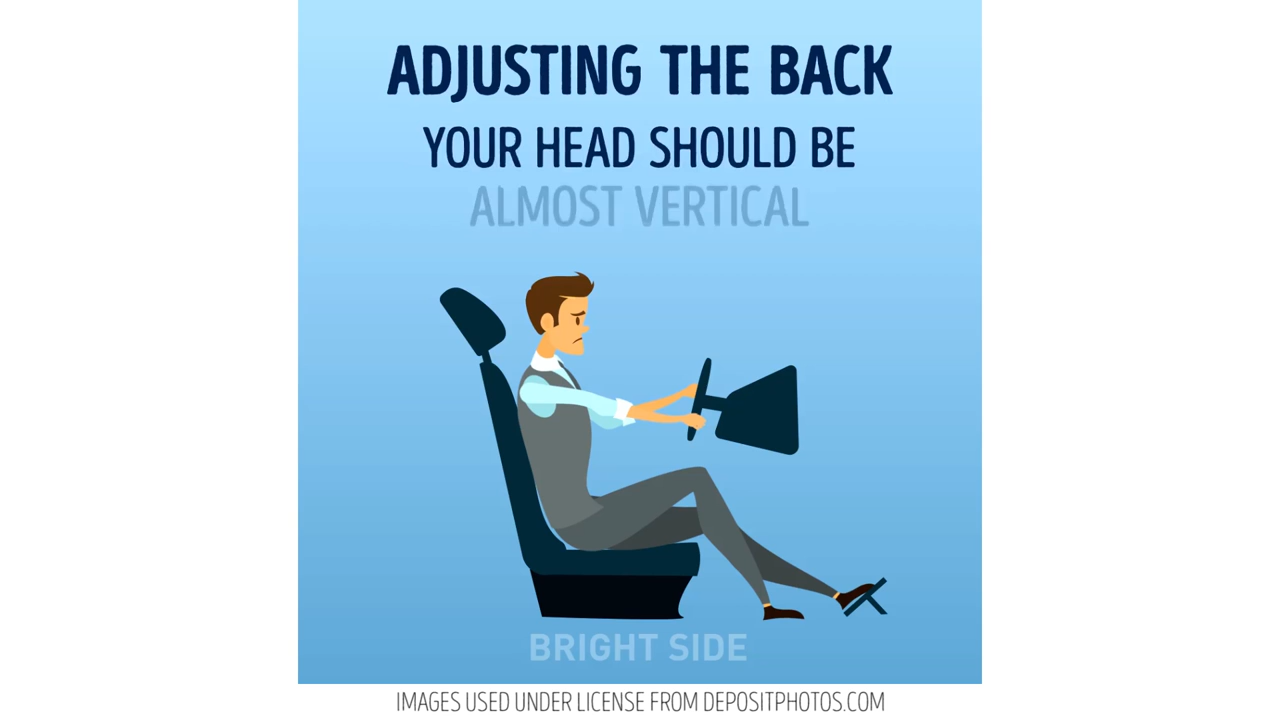 ADJUSTING THE BACK
YOUR HEAD SHOULD BE
ALMOST VERTICAL
BRIGHT SIDE
IMAGES USED UNDER LICENSE FROM DEPOSITPHOTOS.COM